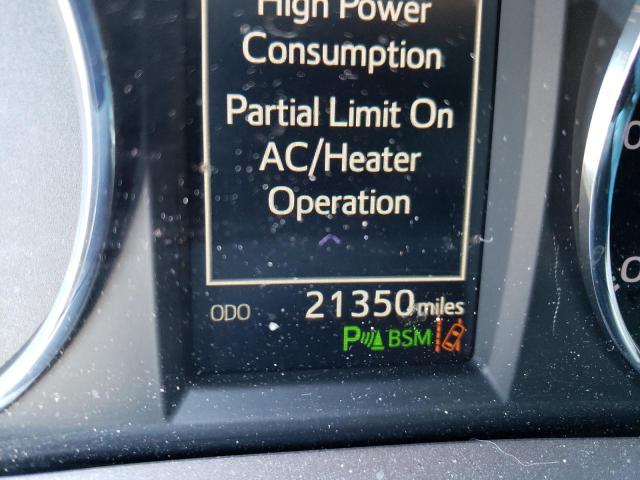 High Power
Consumption
Partial Limit On
AC/Heater
Operation
ODO 21350 miles
P BSM